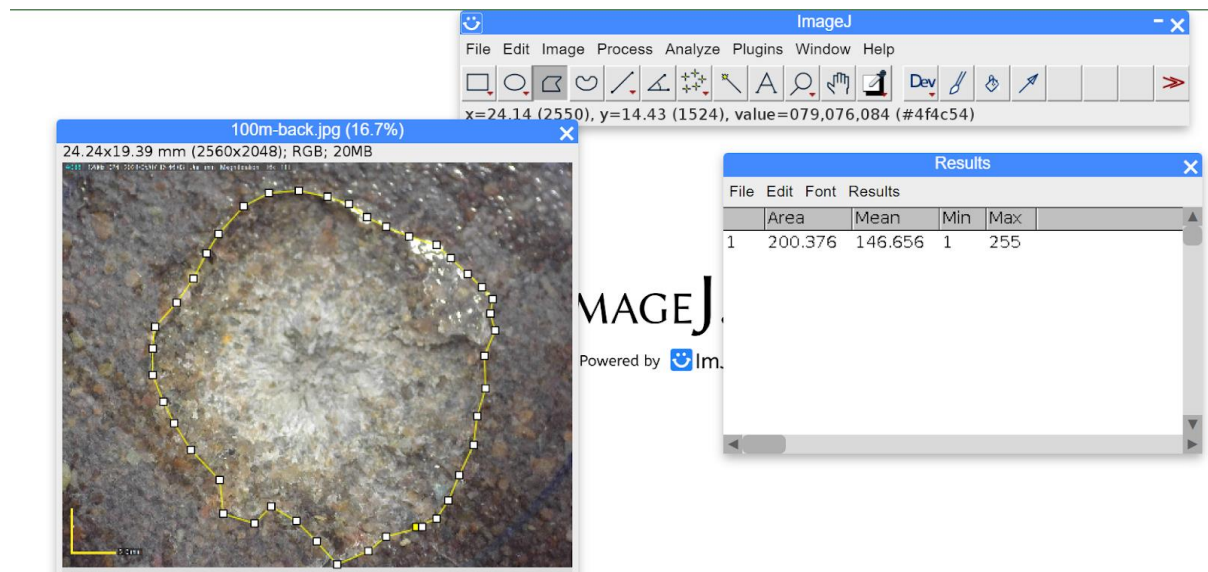 ImageJ
File Edit Image Process Analyze Plugins Window Help
Dev
x=24.14 (2550), y=14.43 (1524), value=079,076,084 (#4f4c54)
100m-back.jpg (16.7%)
24.24x19.39 mm (2560x2048); RGB; 20MB
Results
File Edit Font Results
Area Mean Min Max
1 200.376 146.656 1 255
MAGEJ.
Powered by ImJ